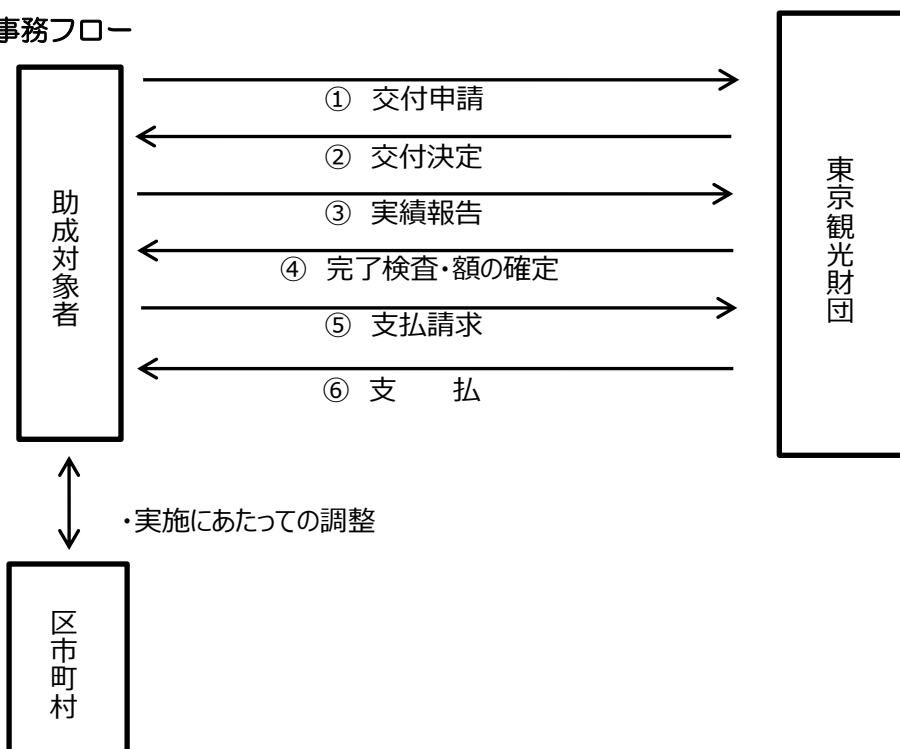 事務フロー
① 交付申請
② 交付決定
③ 実績報告
④ 完了検査・額の確定
⑤ 支払請求
⑥ 支　　払
助成対象者
東京観光財団
・実施にあたっての調整
区市町村